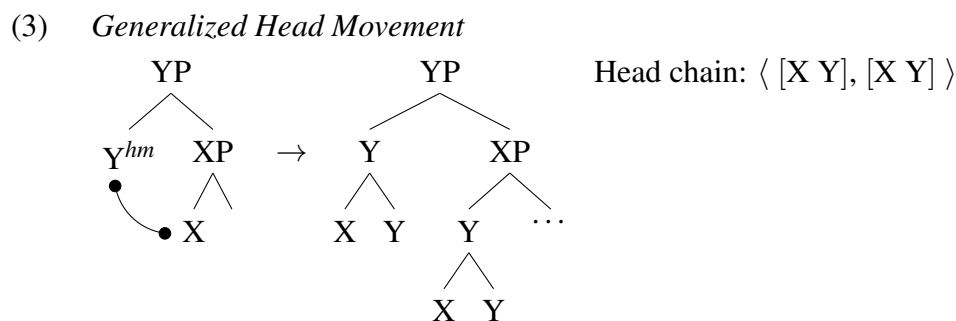 (3) Generalized Head Movement
YP YP Head chain: ⟨ [X Y], [X Y] ⟩
Y^hm XP → Y XP
X X Y Y ...
X Y